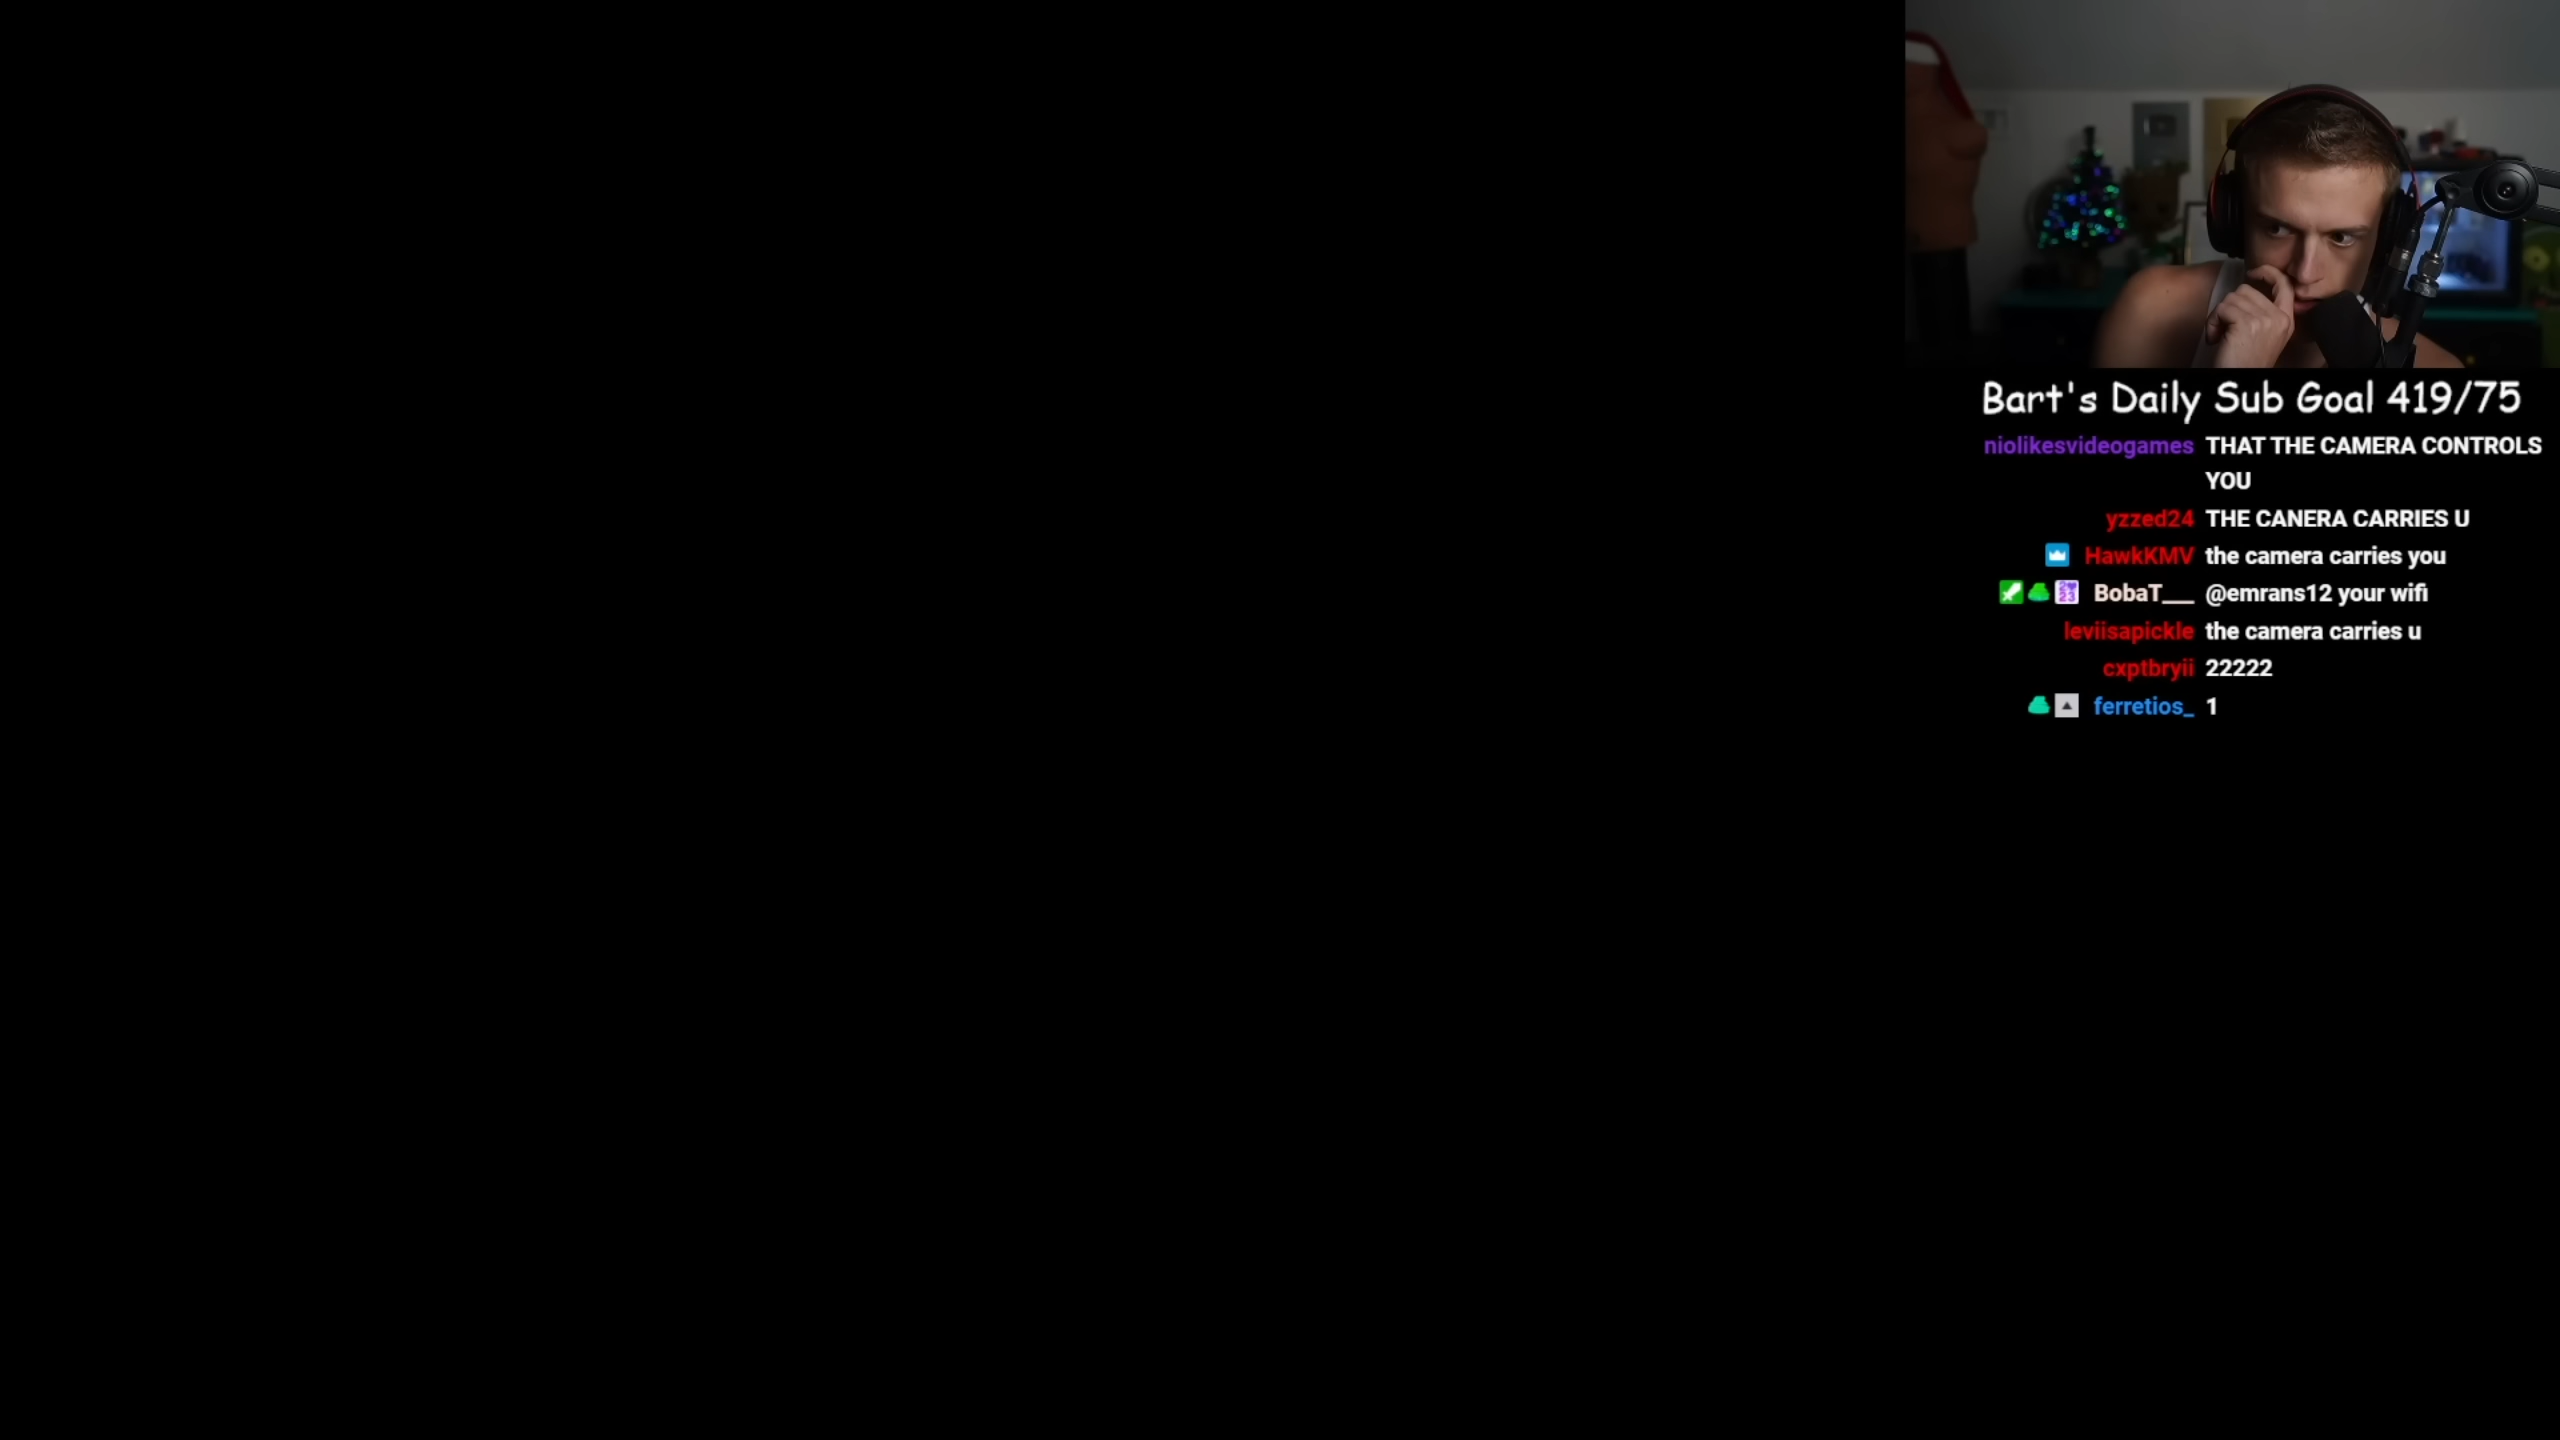 Bart's Daily Sub Goal 419/75
niolikesvideogames THAT THE CAMERA CONTROLS
YOU
yzzed24 THE CANERA CARRIES U
HawkKMV the camera carries you
BobaT___ @emrans12 your wifi
leviisapickle the camera carries u
cxptbryii 22222
ferretios_ 1